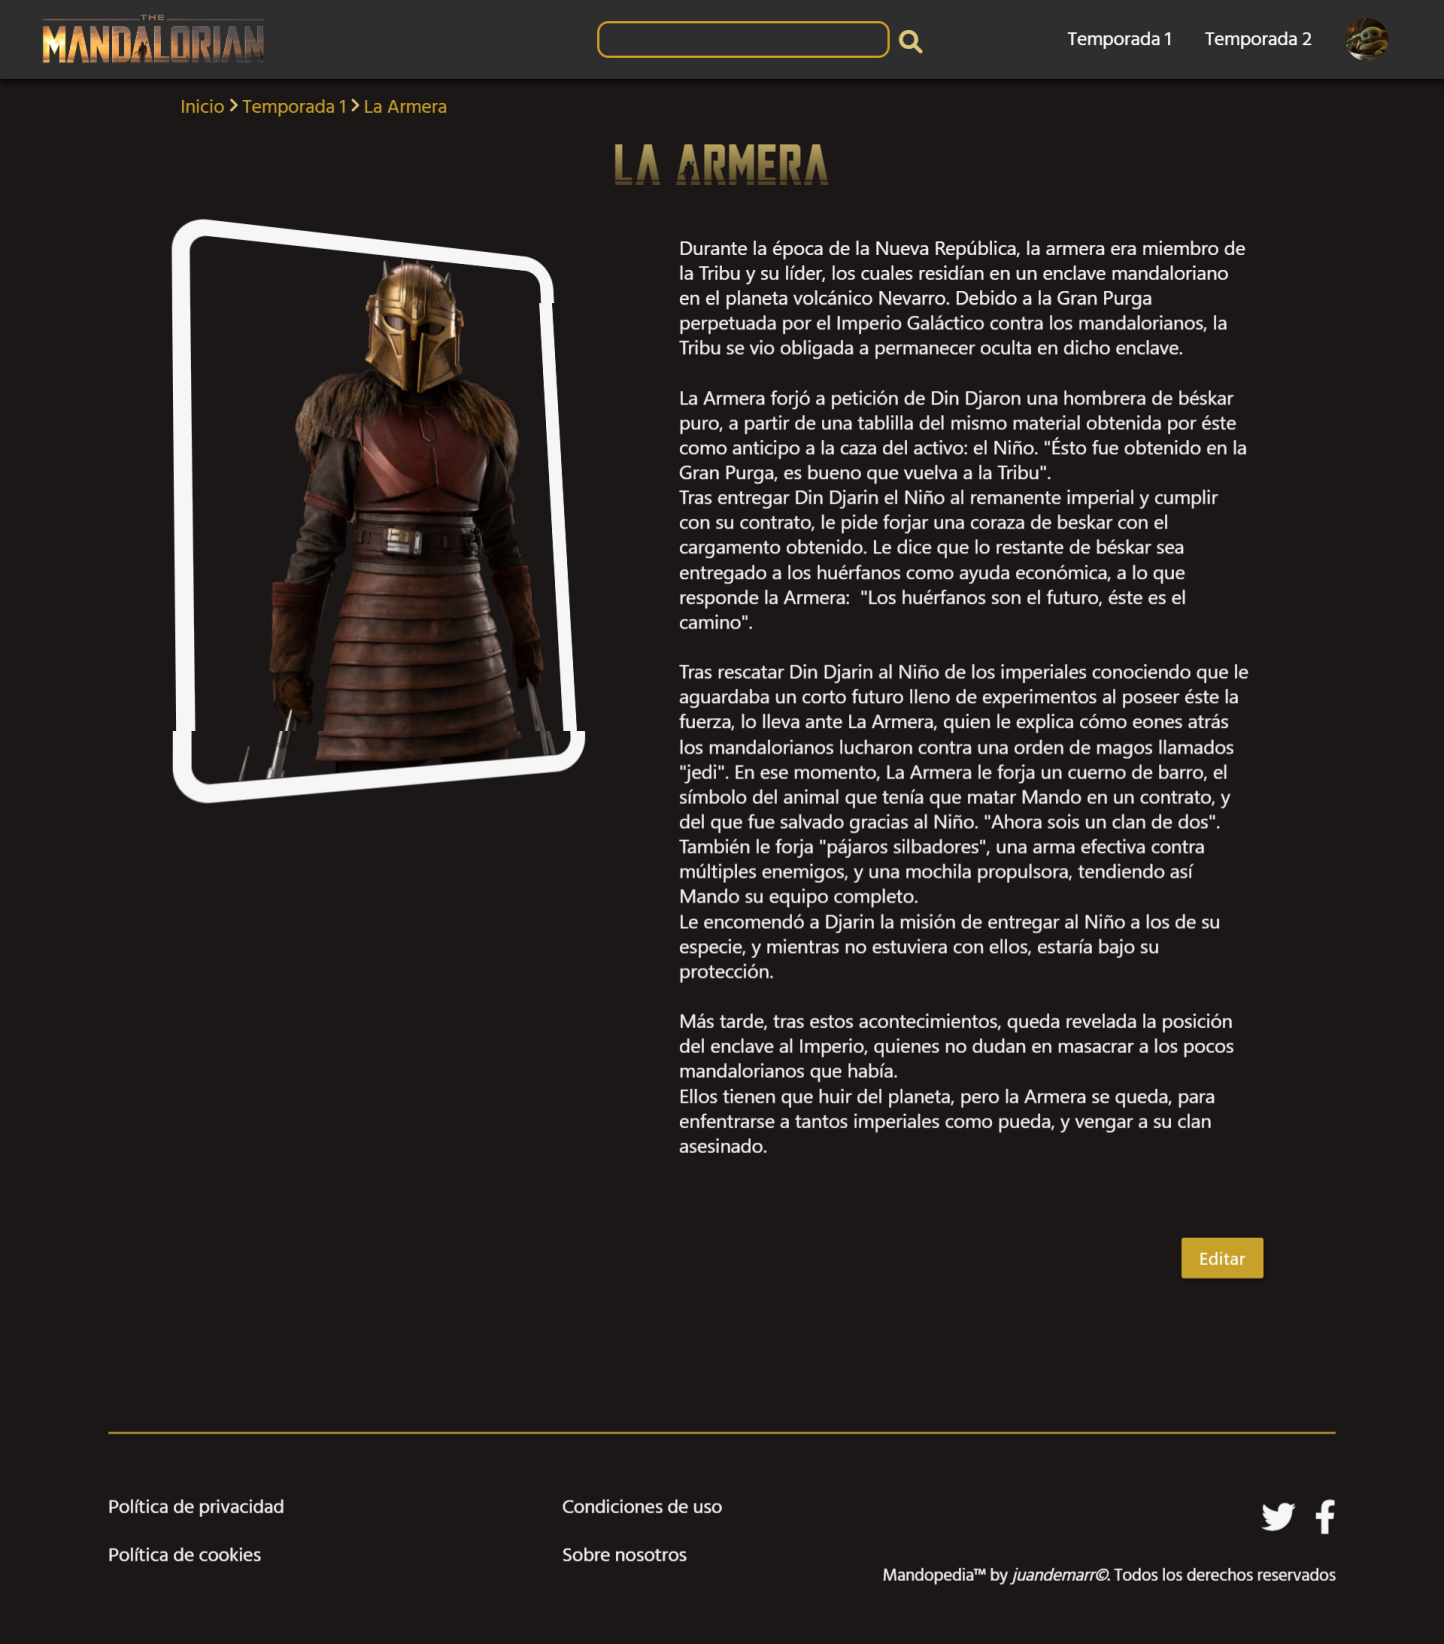 THE
MANDALORIAN
Temporada 1
Temporada 2
Inicio > Temporada 1 > La Armera
LA ARMERA
Durante la época de la Nueva República, la armera era miembro de
la Tribu y su líder, los cuales residían en un enclave mandaloriano
en el planeta volcánico Nevarro. Debido a la Gran Purga
perpetuada por el Imperio Galáctico contra los mandalorianos, la
Tribu se vio obligada a permanecer oculta en dicho enclave.
La Armera forjó a petición de Din Djaron una hombrera de béskar
puro, a partir de una tablilla del mismo material obtenida por éste
como anticipo a la caza del activo: el Niño. "Ésto fue obtenido en la
Gran Purga, es bueno que vuelva a la Tribu".
Tras entregar Din Djarin el Niño al remanente imperial y cumplir
con su contrato, le pide forjar una coraza de beskar con el
cargamento obtenido. Le dice que lo restante de béskar sea
entregado a los huérfanos como ayuda económica, a lo que
responde la Armera:  "Los huérfanos son el futuro, éste es el
camino".
Tras rescatar Din Djarin al Niño de los imperiales conociendo que le
aguardaba un corto futuro lleno de experimentos al poseer éste la
fuerza, lo lleva ante La Armera, quien le explica cómo eones atrás
los mandalorianos lucharon contra una orden de magos llamados
"jedi". En ese momento, La Armera le forja un cuerno de barro, el
símbolo del animal que tenía que matar Mando en un contrato, y
del que fue salvado gracias al Niño. "Ahora sois un clan de dos".
También le forja "pájaros silbadores", una arma efectiva contra
múltiples enemigos, y una mochila propulsora, tendiendo así
Mando su equipo completo.
Le encomendó a Djarin la misión de entregar al Niño a los de su
especie, y mientras no estuviera con ellos, estaría bajo su
protección.
Más tarde, tras estos acontecimientos, queda revelada la posición
del enclave al Imperio, quienes no dudan en masacrar a los pocos
mandalorianos que había.
Ellos tienen que huir del planeta, pero la Armera se queda, para
enfentrarse a tantos imperiales como pueda, y vengar a su clan
asesinado.
Editar
Política de privacidad
Condiciones de uso
Política de cookies
Sobre nosotros
Mandopedia™ by juandemarr©. Todos los derechos reservados